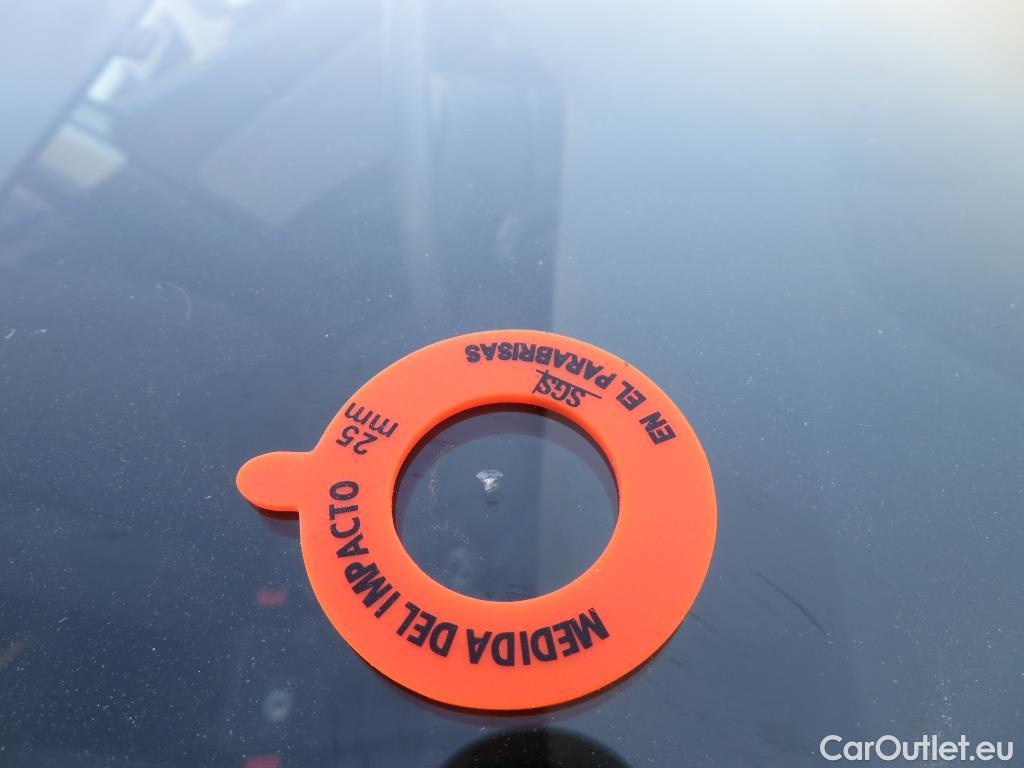 MEDIDA DEL IMPACTO
25
mm
EN EL PARABRISAS
SGS
CarOutlet.eu